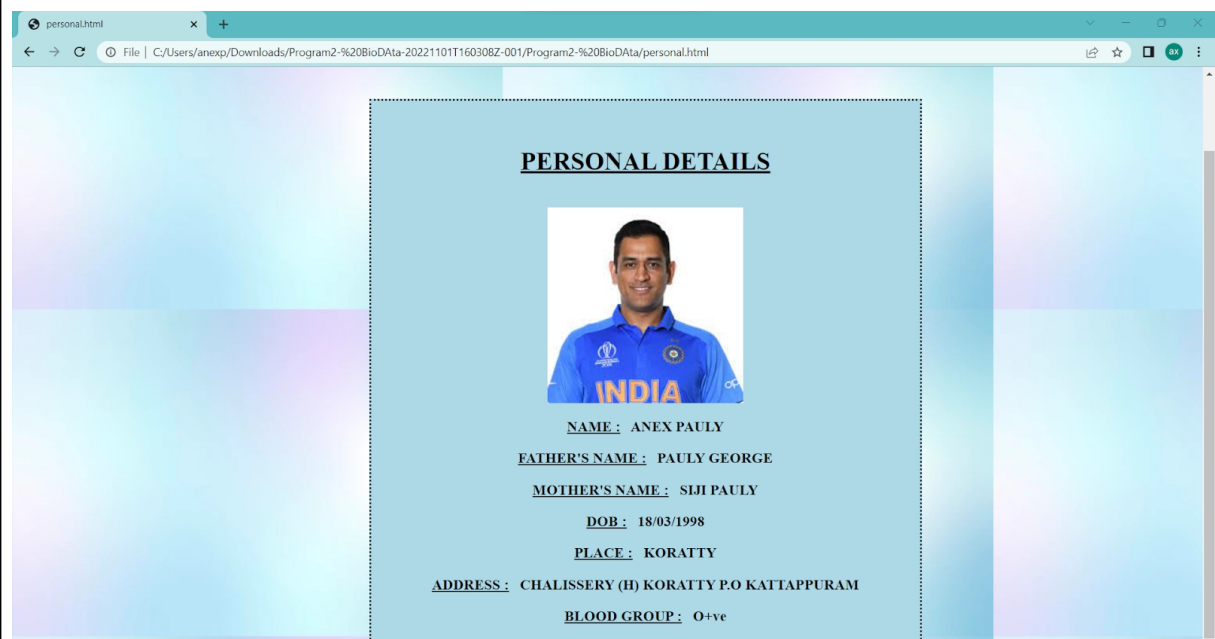 personal.html
File | C:/Users/anexp/Downloads/Program2-%20BioDAta-20221101T160308Z-001/Program2-%20BioDAta/personal.html
ax
PERSONAL DETAILS
INDIA
NAME : ANEX PAULY
FATHER'S NAME : PAULY GEORGE
MOTHER'S NAME : SIJI PAULY
DOB : 18/03/1998
PLACE : KORATTY
ADDRESS : CHALISSERY (H) KORATTY P.O KATTAPPURAM
BLOOD GROUP : O+ve